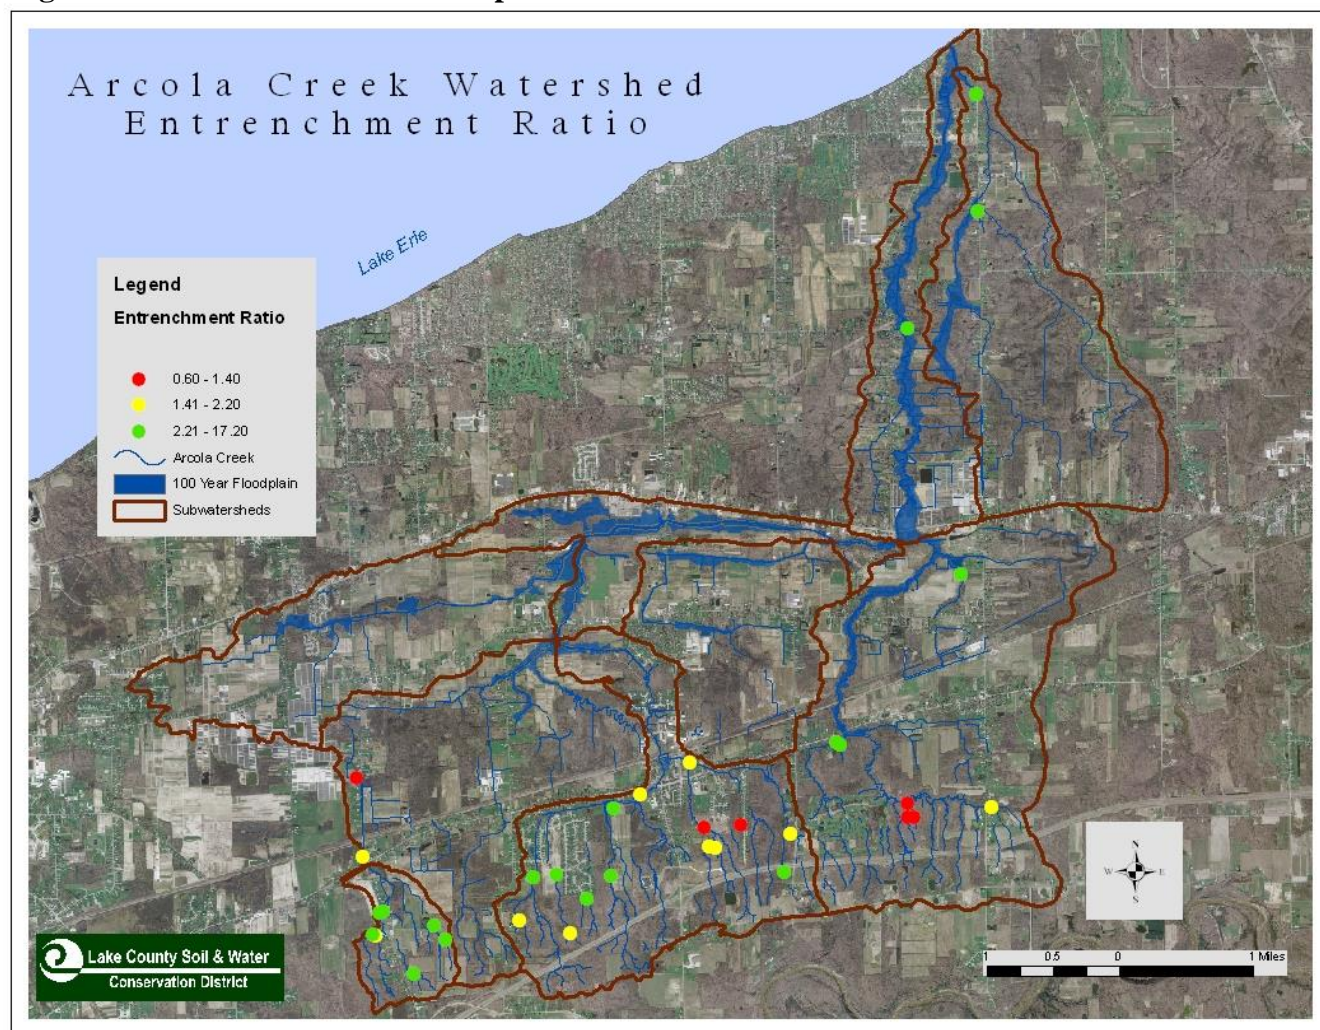 Arcola Creek Watershed
Entrenchment Ratio
Lake Erie
Legend
Entrenchment Ratio
0.60 - 1.40
1.41 - 2.20
2.21 - 17.20
Arcola Creek
100 Year Floodplain
Subwatersheds
N
W E
S
Lake County Soil & Water
Conservation District
1 0.5 0 1 Miles